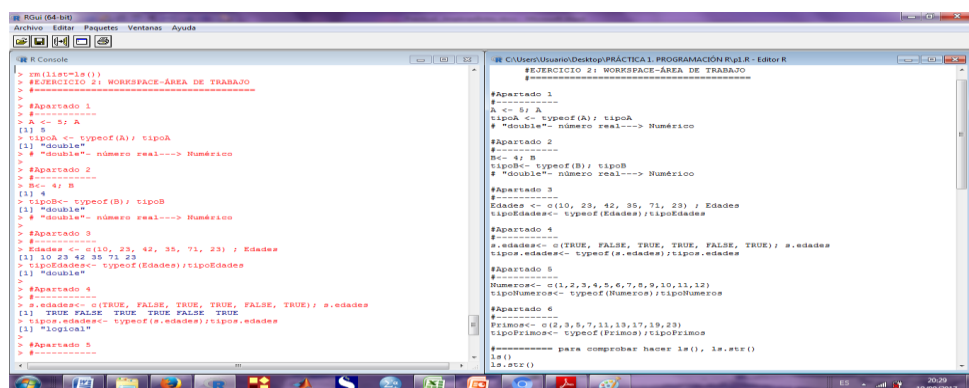 RGui (64-bit)
Archivo Editar Paquetes Ventanas Ayuda
R Console
> rm(list=ls())
> #EJERCICIO 2: WORKSPACE-ÁREA DE TRABAJO
> #=====================================
>
> #Apartado 1
> #-----------
> A <- 5; A
[1] 5
> tipoA <- typeof(A); tipoA
[1] "double"
> # "double"- número real---> Numérico
>
> #Apartado 2
> #-----------
> B<- 4; B
[1] 4
> tipoB<- typeof(B); tipoB
[1] "double"
> # "double"- número real---> Numérico
>
> #Apartado 3
> #-----------
> Edades <- c(10, 23, 42, 35, 71, 23) ; Edades
[1] 10 23 42 35 71 23
> tipoEdades<- typeof(Edades);tipoEdades
[1] "double"
>
> #Apartado 4
> #-----------
> s.edades<- c(TRUE, FALSE, TRUE, TRUE, FALSE, TRUE); s.edades
[1] TRUE FALSE TRUE TRUE FALSE TRUE
> tipos.edades<- typeof(s.edades);tipos.edades
[1] "logical"
>
> #Apartado 5
> #-----------
C:\Users\Usuario\Desktop\PRÁCTICA 1. PROGRAMACIÓN R\p1.R - Editor R
#EJERCICIO 2: WORKSPACE-ÁREA DE TRABAJO
#=====================================
#Apartado 1
#-----------
A <- 5; A
tipoA <- typeof(A); tipoA
# "double"- número real---> Numérico
#Apartado 2
#-----------
B<- 4; B
tipoB<- typeof(B); tipoB
# "double"- número real---> Numérico
#Apartado 3
#-----------
Edades <- c(10, 23, 42, 35, 71, 23) ; Edades
tipoEdades<- typeof(Edades);tipoEdades
#Apartado 4
#-----------
s.edades<- c(TRUE, FALSE, TRUE, TRUE, FALSE, TRUE); s.edades
tipos.edades<- typeof(s.edades);tipos.edades
#Apartado 5
#-----------
Numeros<- c(1,2,3,4,5,6,7,8,9,10,11,12)
tipoNumeros<- typeof(Numeros);tipoNumeros
#Apartado 6
#-----------
Primos<- c(2,3,5,7,11,13,17,19,23)
tipoPrimos<- typeof(Primos);tipoPrimos
#========== para comprobar hacer ls(), ls.str()
ls()
ls.str()
ES
20:29